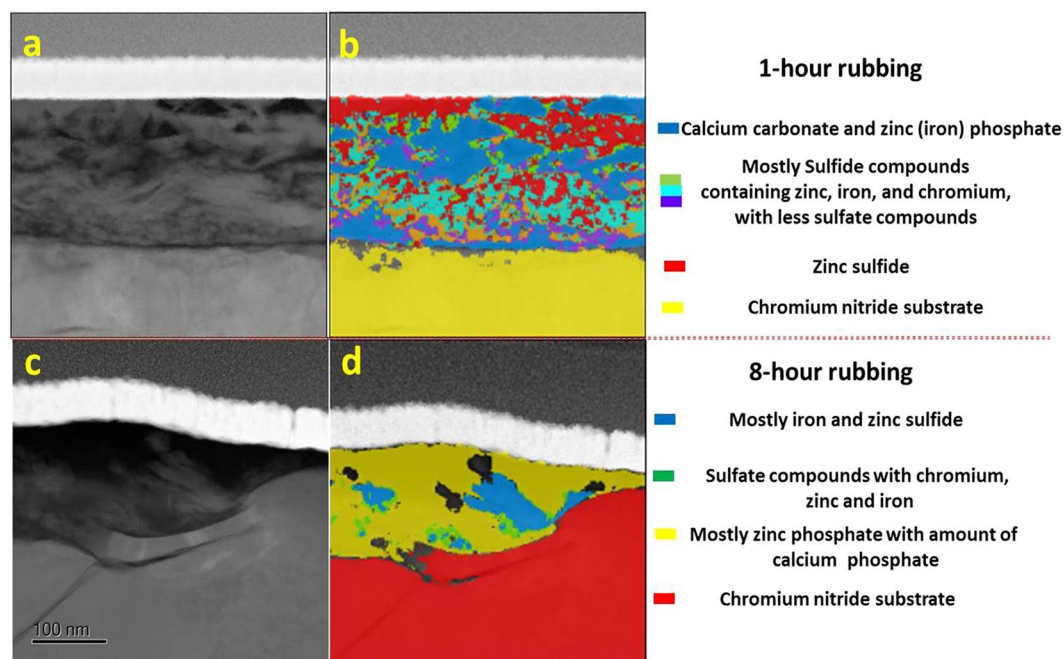 a
b
1-hour rubbing
Calcium carbonate and zinc (iron) phosphate
Mostly Sulfide compounds
containing zinc, iron, and chromium,
with less sulfate compounds
Zinc sulfide
Chromium nitride substrate
c
d
8-hour rubbing
Mostly iron and zinc sulfide
Sulfate compounds with chromium,
zinc and iron
Mostly zinc phosphate with amount of
calcium phosphate
Chromium nitride substrate
100 nm